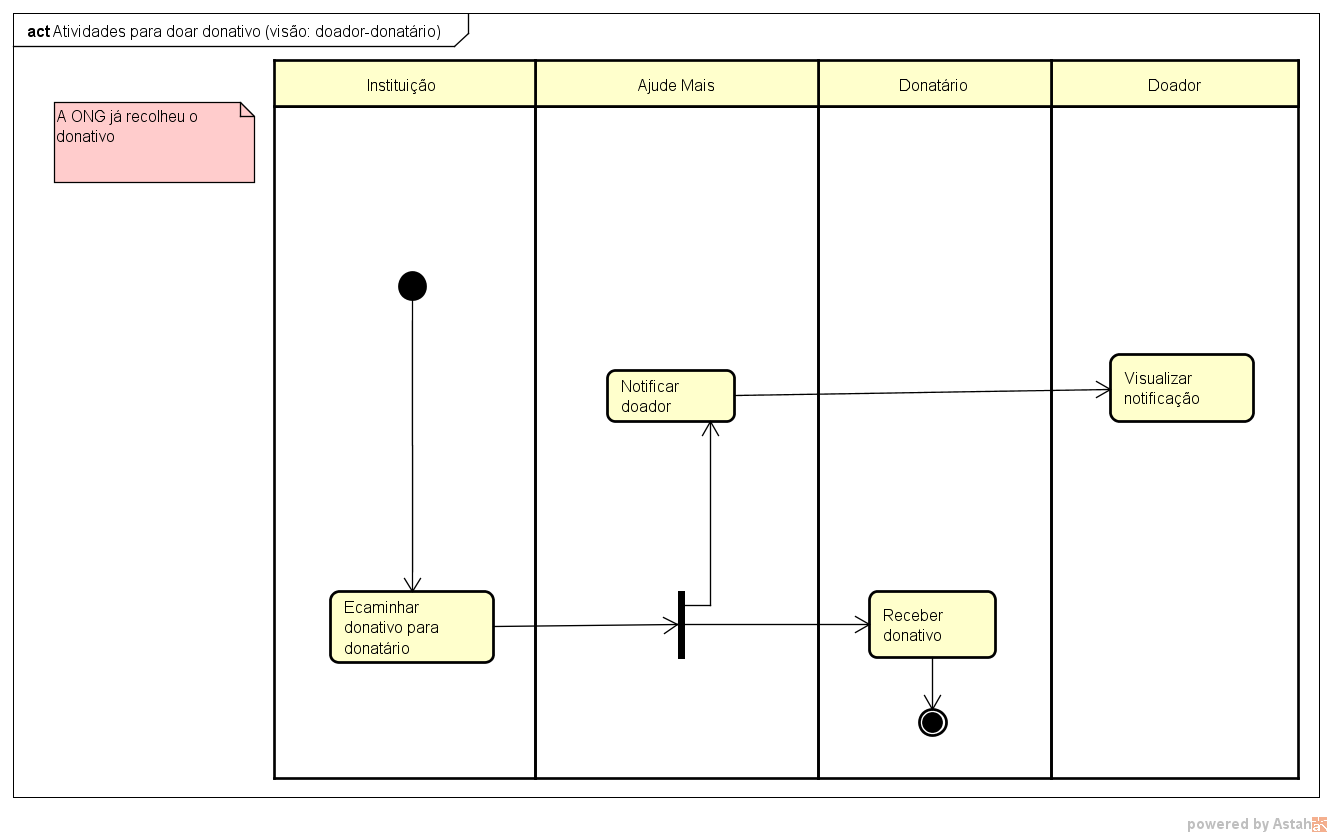 act Atividades para doar donativo (visão: doador-donatário)
Instituição
Ajude Mais
Donatário
Doador
A ONG já recolheu o
donativo
Notificar
doador
Visualizar
notificação
Ecaminhar
donativo para
donatário
Receber
donativo
powered by Astah